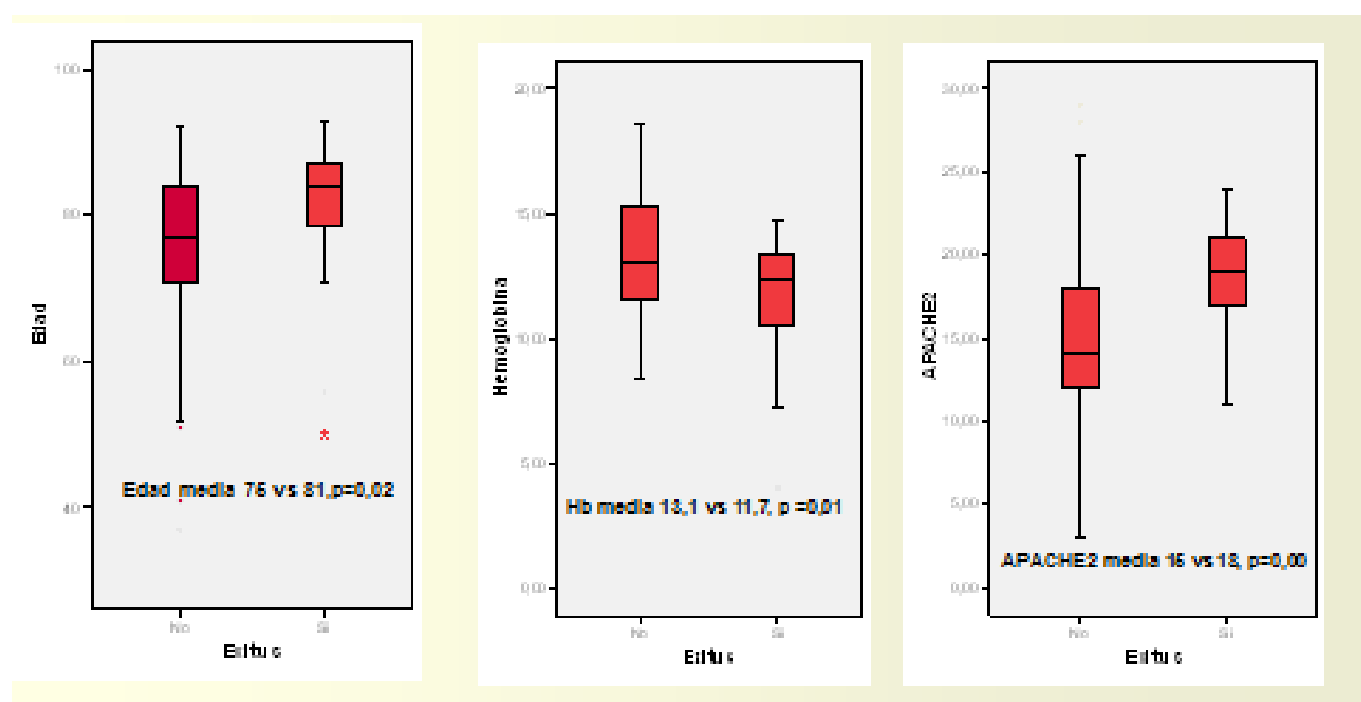 100
80
60
40
Edad
Edad media 75 vs 81,p=0,02
No
Si
Exitus
20,00
15,00
10,00
5,00
0,00
Hemoglobina
Hb media 13,1 vs 11,7, p =0,01
No
Si
Exitus
30,00
25,00
20,00
15,00
10,00
5,00
0,00
APACHE2
APACHE2 media 15 vs 18, p=0,00
No
Si
Exitus